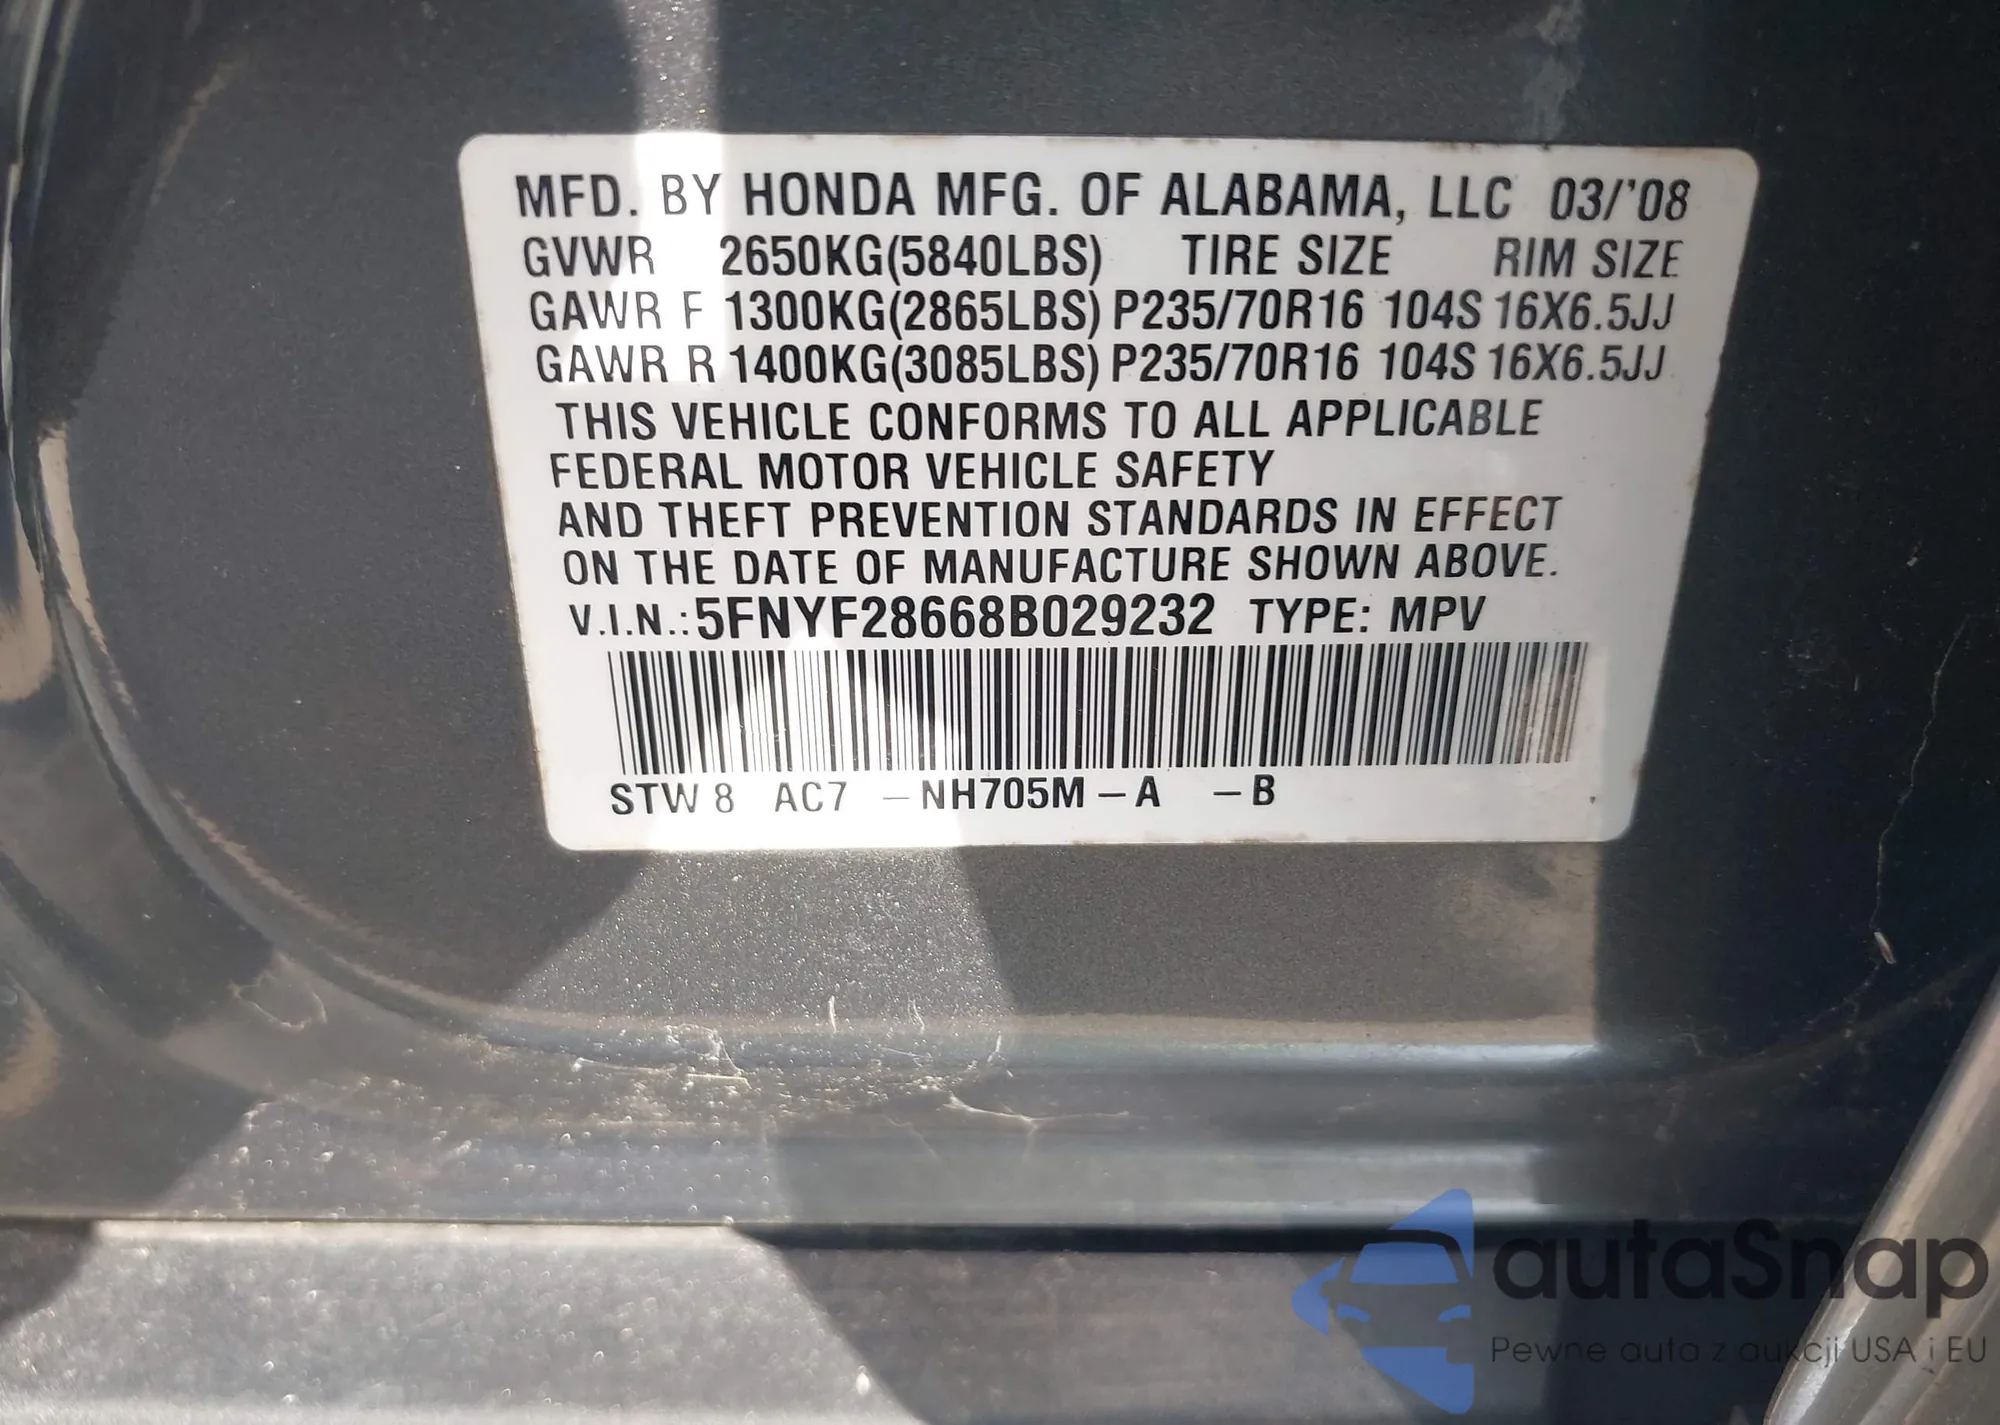 MFD. BY HONDA MFG. OF ALABAMA, LLC 03/'08
GVWR 2650KG(5840LBS) TIRE SIZE RIM SIZE
GAWR F 1300KG(2865LBS) P235/70R16 104S 16X6.5JJ
GAWR R 1400KG(3085LBS) P235/70R16 104S 16X6.5JJ
THIS VEHICLE CONFORMS TO ALL APPLICABLE
FEDERAL MOTOR VEHICLE SAFETY
AND THEFT PREVENTION STANDARDS IN EFFECT
ON THE DATE OF MANUFACTURE SHOWN ABOVE.
V.I.N.:5FNYF28668B029232 TYPE: MPV
STW8 AC7 –NH705M–A –B
autaSnap
Pewne auta z aukcji USA i EU